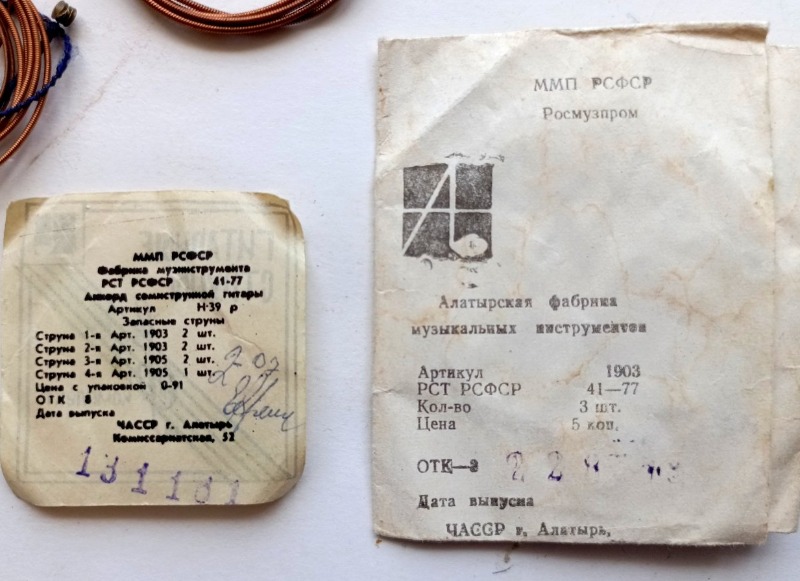 ММП РСФСР
Фабрика музинструмента
РСТ РСФСР 41-77
Аккорд семиструнной гитары
Артикул Н-39 р
Запасные струны
Струна 1-я Арт. 1903 2 шт.
Струна 2-я Арт. 1903 2 шт.
Струна 3-я Арт. 1905 2 шт.
Струна 4-я Арт. 1905 1 шт.
Цена с упаковкой 0-91
ОТК 8
Дата выпуска
ЧАССР г. Алатырь
Комиссариатская, 52
131181
ММП РСФСР
Росмузпром
Алатырская фабрика
музыкальных инструментов
Артикул 1903
РСТ РСФСР 41—77
Кол-во 3 шт.
Цена 5 коп.
ОТК—3
Дата выпуска
ЧАССР г. Алатырь,